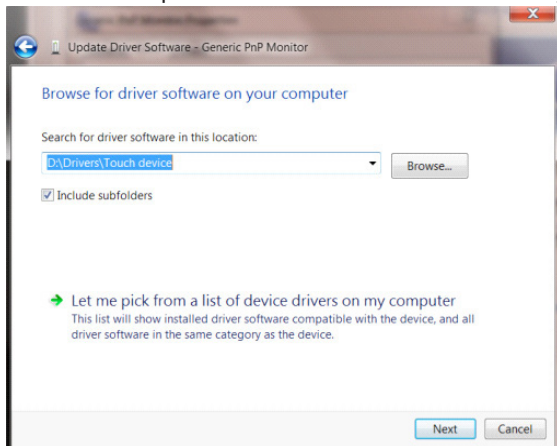 Update Driver Software - Generic PnP Monitor
Browse for driver software on your computer
Search for driver software in this location:
D:\Drivers\Touch device
Browse...
Include subfolders
Let me pick from a list of device drivers on my computer
This list will show installed driver software compatible with the device, and all
driver software in the same category as the device.
Next
Cancel